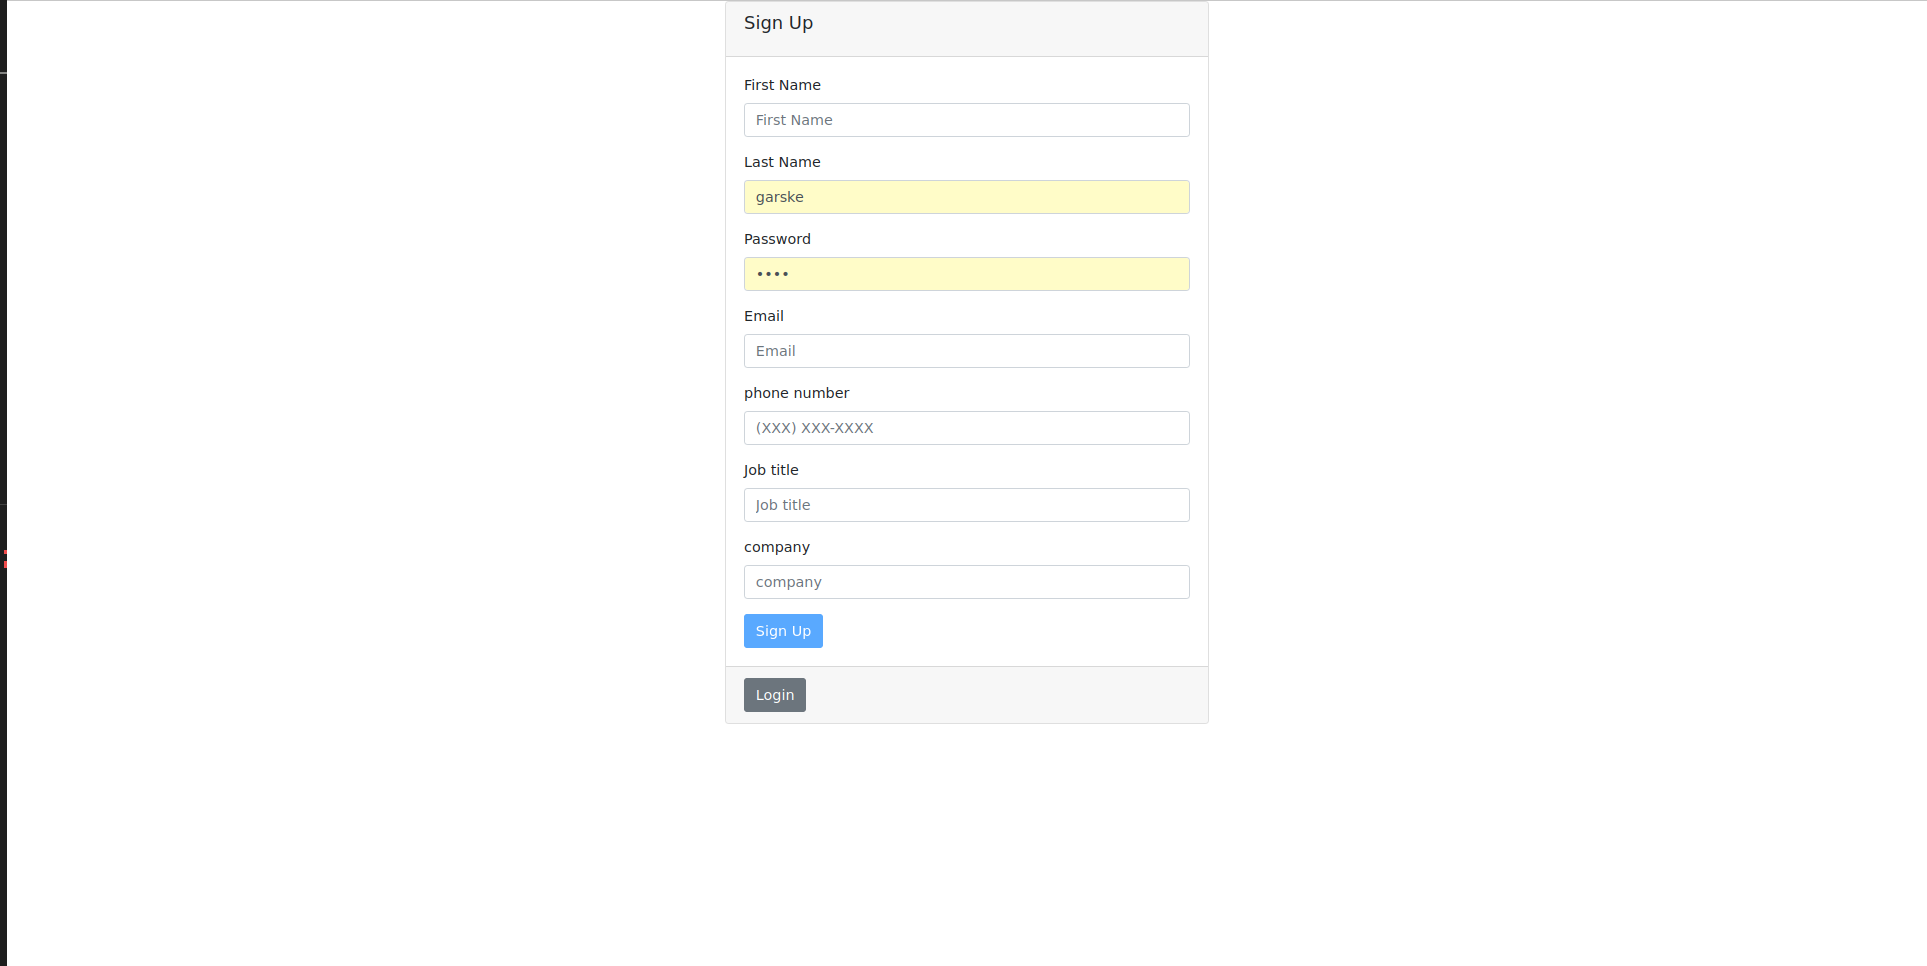 Sign Up
First Name
First Name
Last Name
garske
Password
••••
Email
Email
phone number
(XXX) XXX-XXXX
Job title
Job title
company
company
Sign Up
Login